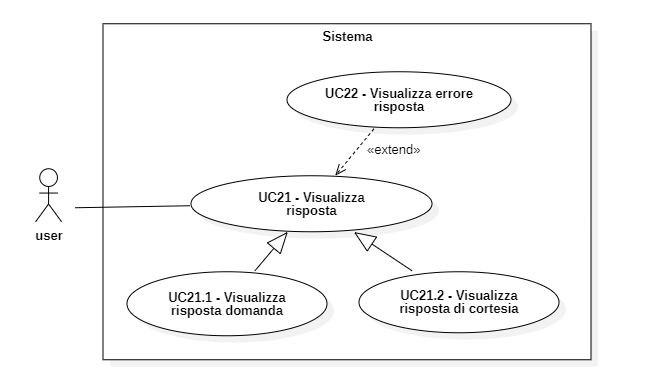 Sistema
UC22 - Visualizza errore
risposta
«extend»
UC21 - Visualizza
risposta
user
UC21.1 - Visualizza
risposta domanda
UC21.2 - Visualizza
risposta di cortesia